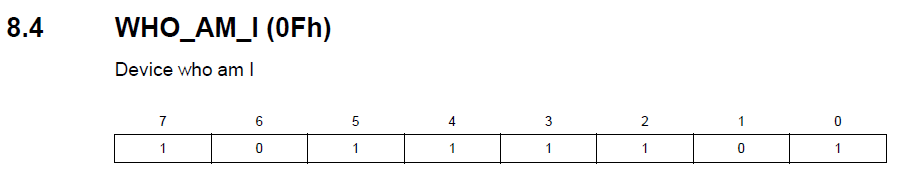 8.4 WHO_AM_I (0Fh)
Device who am I
7 6 5 4 3 2 1 0
1 0 1 1 1 1 0 1